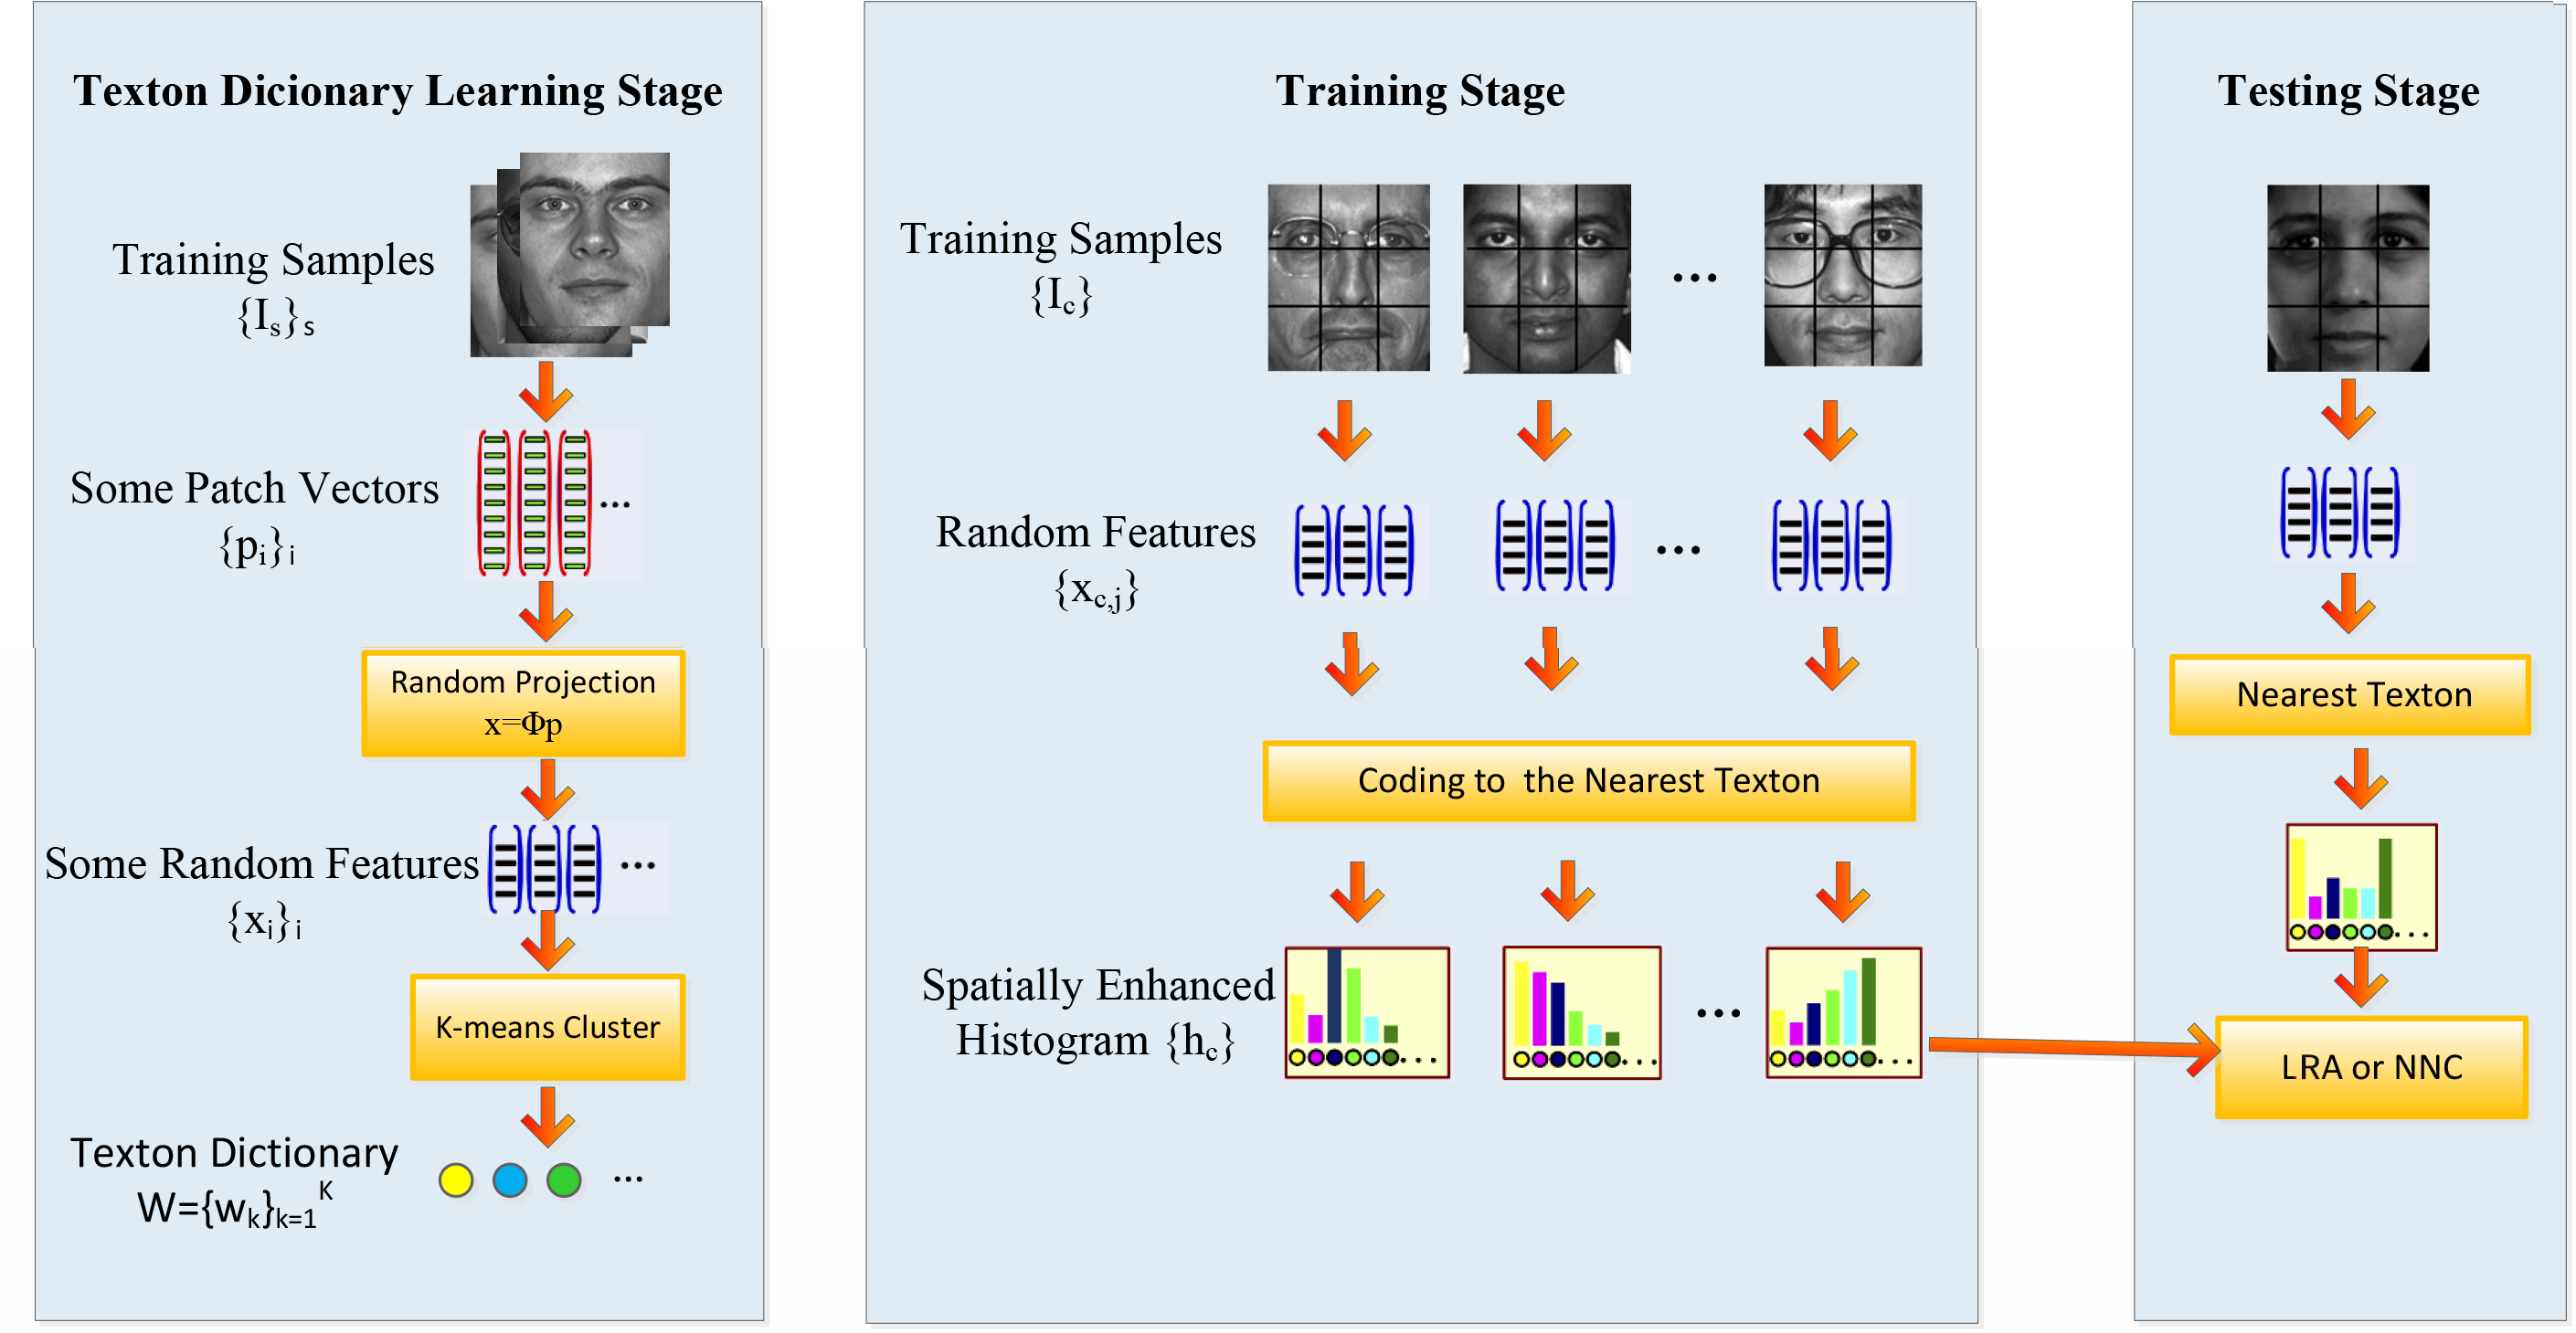 Texton Dicionary Learning Stage
Training Samples
{Is}s
Some Patch Vectors
{pi}i
...
Random Projection
x=Φp
Some Random Features
{xi}i
...
K-means Cluster
Texton Dictionary
W={wk}k=1K
...
Training Stage
Training Samples
{Ic}
...
Random Features
{xc,j}
...
Coding to the Nearest Texton
Spatially Enhanced
Histogram {hc}
...
Testing Stage
Nearest Texton
LRA or NNC